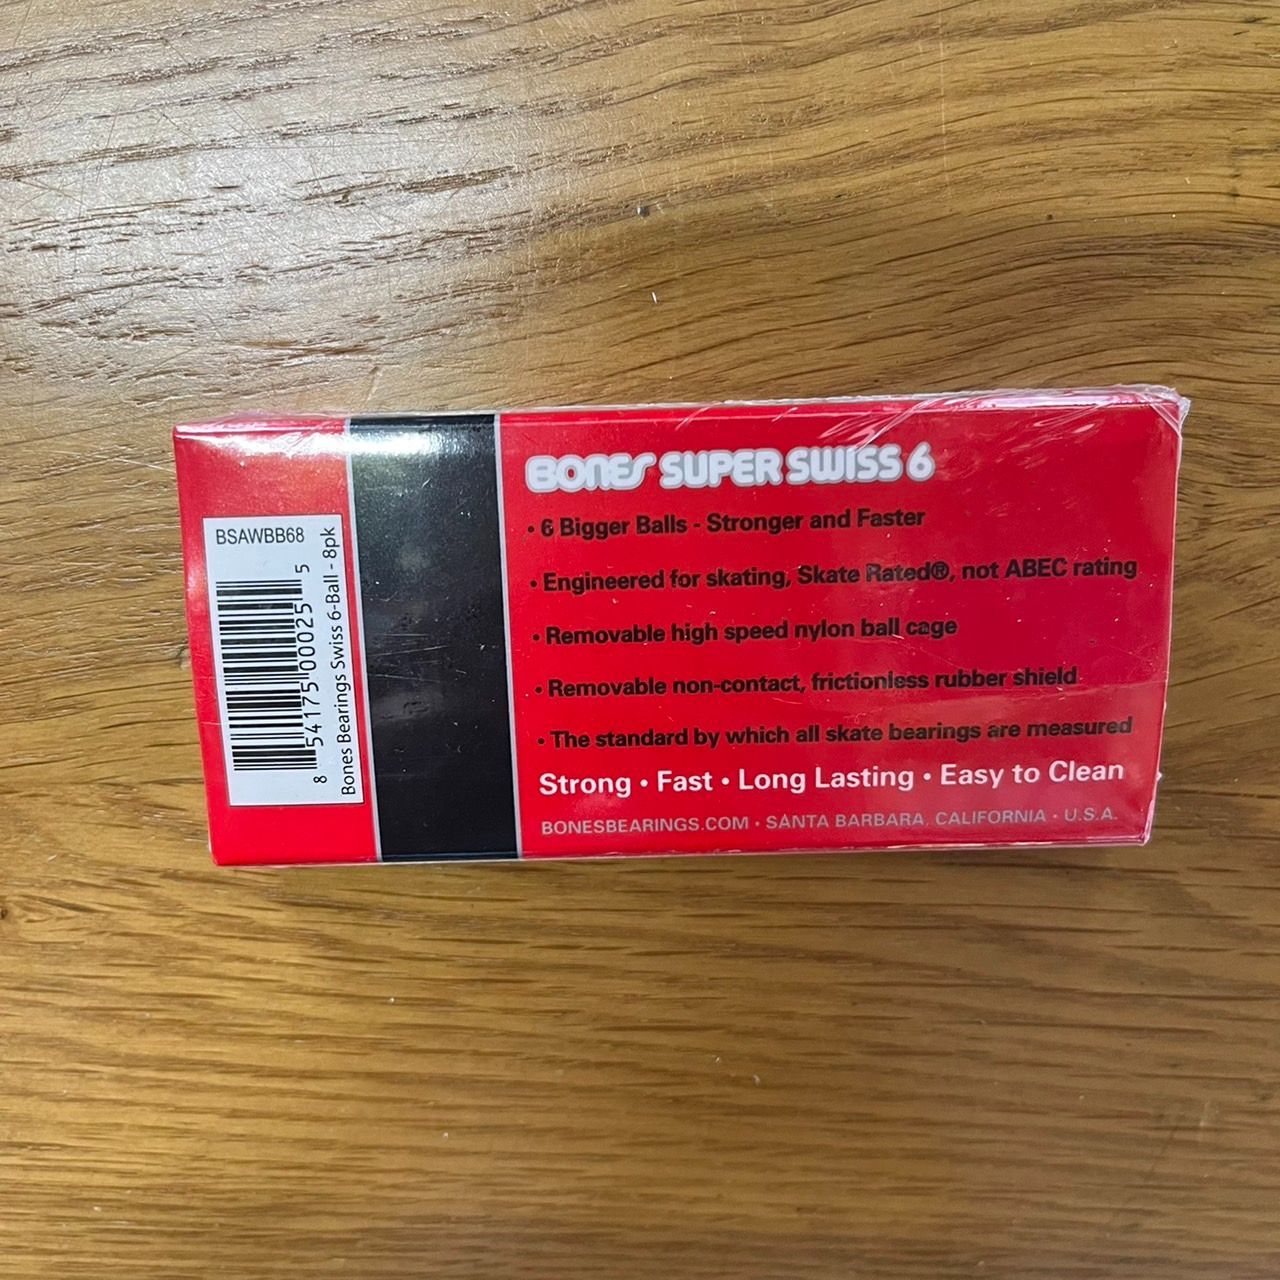 BSAWBB68
8 54175 00025 5
Bones Bearings Swiss 6-Ball - 8pk
BONES SUPER SWISS 6
• 6 Bigger Balls - Stronger and Faster
• Engineered for skating, Skate Rated®, not ABEC rating
• Removable high speed nylon ball cage
• Removable non-contact, frictionless rubber shield
• The standard by which all skate bearings are measured
Strong • Fast • Long Lasting • Easy to Clean
BONESBEARINGS.COM • SANTA BARBARA, CALIFORNIA • U.S.A.